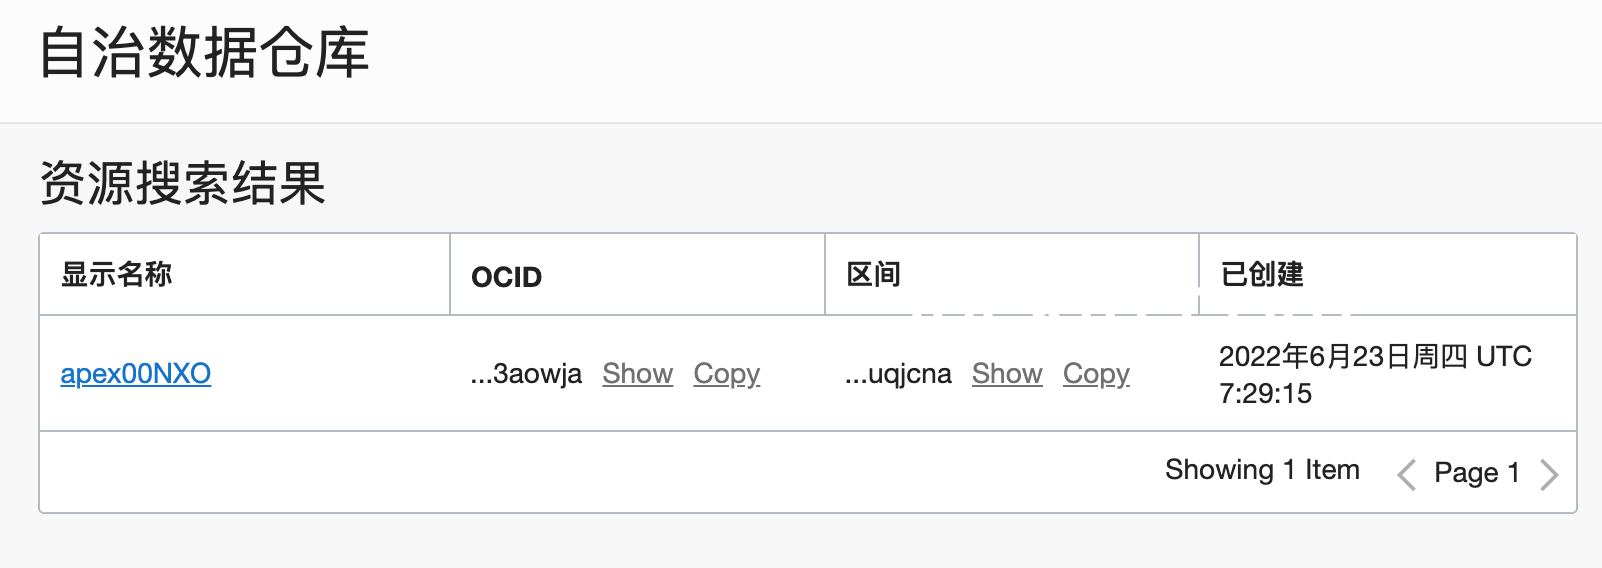 自治数据仓库
资源搜索结果
显示名称 OCID 区间 已创建
apex00NXO ...3aowja Show Copy ...uqjcna Show Copy 2022年6月23日周四 UTC
7:29:15
Showing 1 Item Page 1